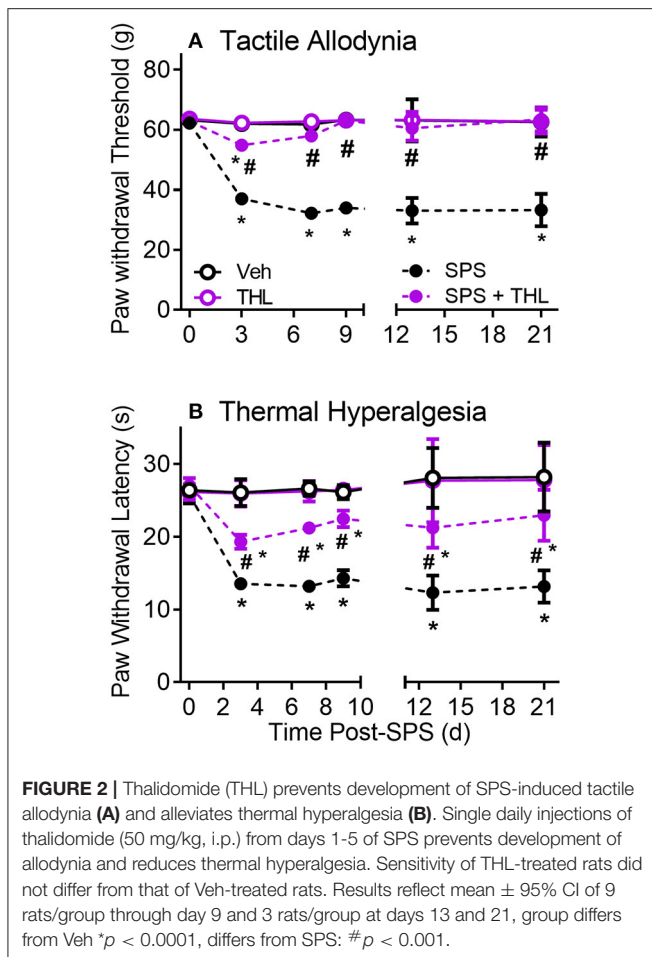 A Tactile Allodynia
Paw withdrawal Threshold (g)
80
60
40
20
0
* # # # # #
* * * * *
Veh
THL
SPS
SPS + THL
0 3 6 9 12 15 18 21
B Thermal Hyperalgesia
Paw Withdrawal Latency (s)
30
20
10
0
# * # * # * # * # *
* * * * *
0 2 4 6 8 10 12 15 18 21
Time Post-SPS (d)
FIGURE 2 | Thalidomide (THL) prevents development of SPS-induced tactile
allodynia (A) and alleviates thermal hyperalgesia (B). Single daily injections of
thalidomide (50 mg/kg, i.p.) from days 1-5 of SPS prevents development of
allodynia and reduces thermal hyperalgesia. Sensitivity of THL-treated rats did
not differ from that of Veh-treated rats. Results reflect mean ± 95% CI of 9
rats/group through day 9 and 3 rats/group at days 13 and 21, group differs
from Veh *p < 0.0001, differs from SPS: #p < 0.001.